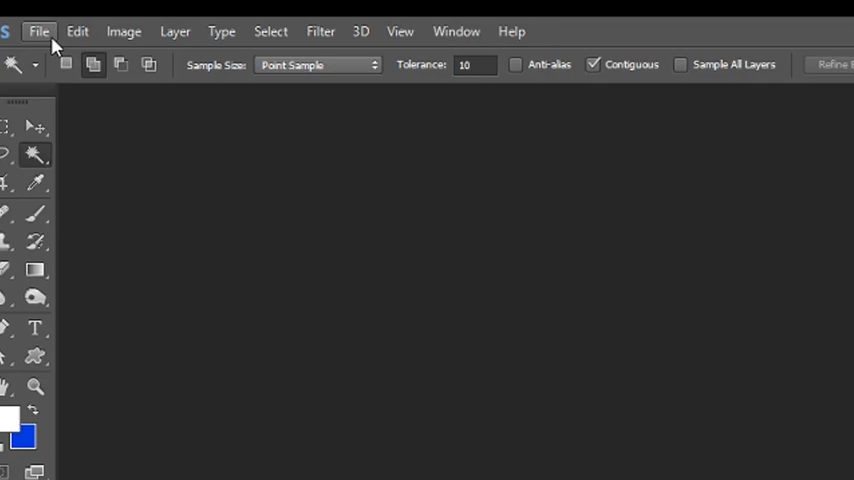 S File Edit Image Layer Type Select Filter 3D View Window Help
Sample Size: Point Sample Tolerance: 10 Anti-alias Contiguous Sample All Layers Refine E
T